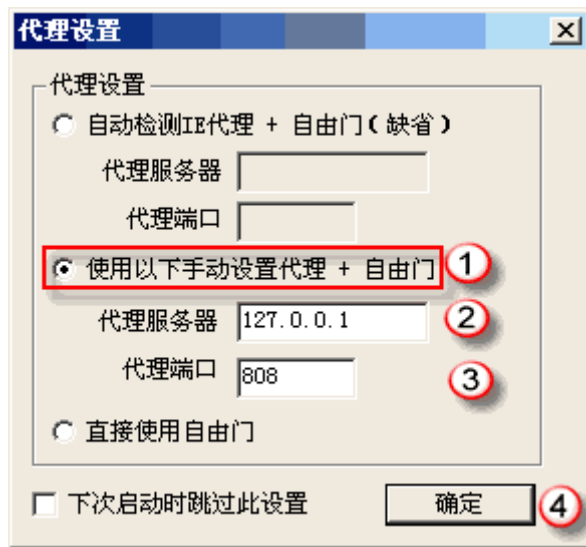 代理设置
代理设置
自动检测IE代理 + 自由门(缺省)
代理服务器
代理端口
使用以下手动设置代理 + 自由门 1
代理服务器 127.0.0.1 2
代理端口 808 3
直接使用自由门
下次启动时跳过此设置 确定 4